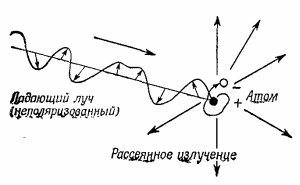 Падающий луч
(неполяризованный)
−
+ Атом
Рассеянное излучение